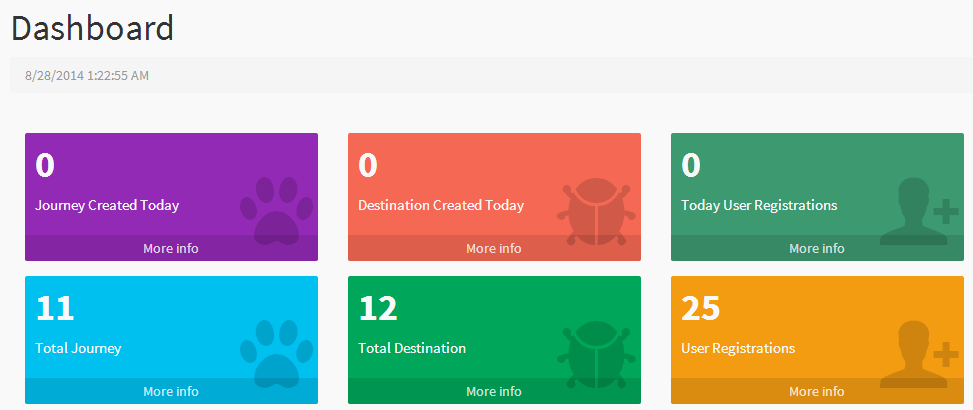 Dashboard
8/28/2014 1:22:55 AM
0
Journey Created Today
More info
0
Destination Created Today
More info
0
Today User Registrations
More info
11
Total Journey
More info
12
Total Destination
More info
25
User Registrations
More info